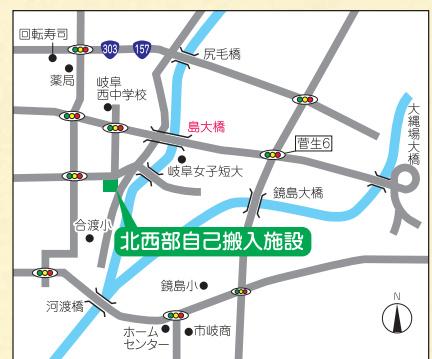 回転寿司
303
157
尻毛橋
薬局
岐阜
西中学校
大縄場大橋
島大橋
菅生6
岐阜女子短大
鏡島大橋
合渡小
北西部自己搬入施設
鏡島小
河渡橋
N
ホーム
センター
市岐商